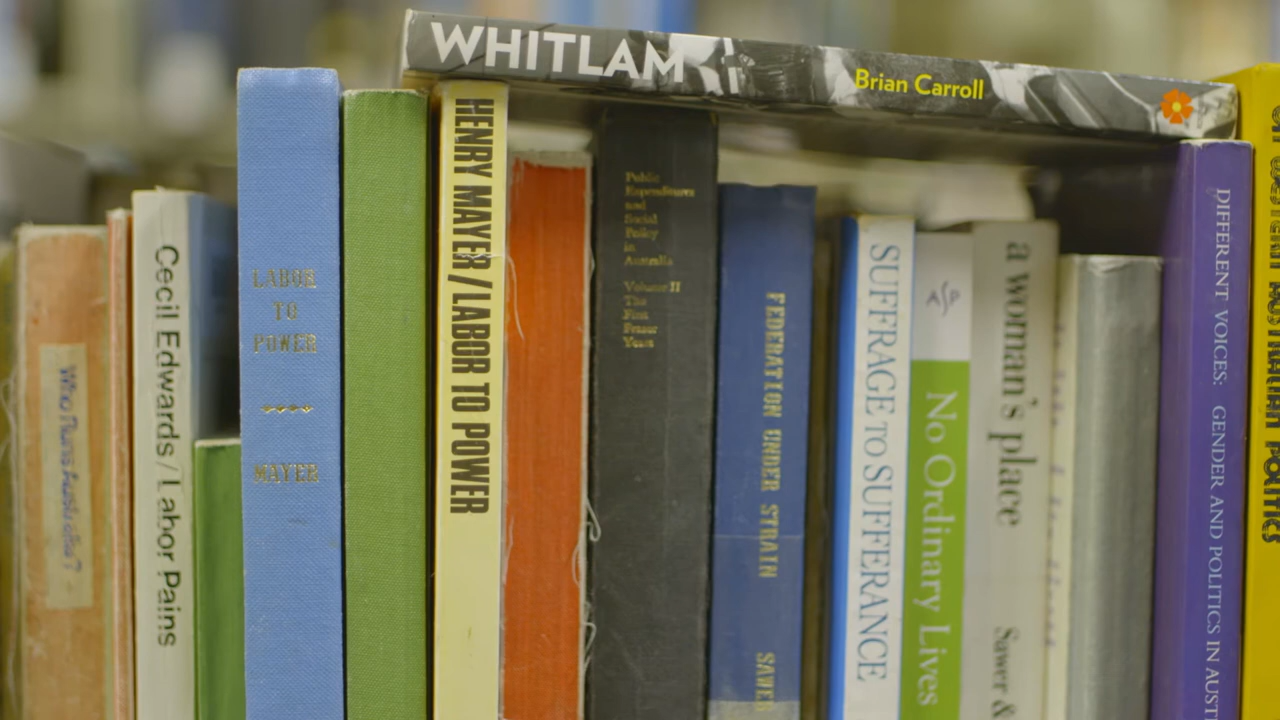 WHITLAM Brian Carroll
Who Runs Australia?
Cecil Edwards / Labor Pains
LABOR
TO
POWER
MAYER
HENRY MAYER / LABOR TO POWER
Public
Expenditures
and
Social
Policy
in
Australia
Volume II
The
First
Fraser
Years
FEDERATION UNDER STRAIN SAWER
SUFFRAGE TO SUFFERANCE
ASP
No Ordinary Lives
a woman's place Sawer &
DIFFERENT VOICES: GENDER AND POLITICS IN AUST
WESTERN AUSTRALIAN POLITICS